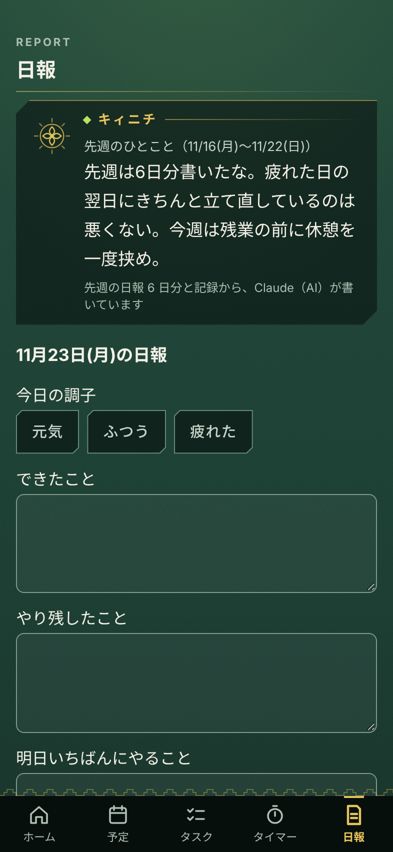 REPORT
日報
キィニチ
先週のひとこと（11/16(月)〜11/22(日)）
先週は6日分書いたな。疲れた日の
翌日にきちんと立て直しているのは
悪くない。今週は残業の前に休憩を
一度挟め。
先週の日報 6 日分と記録から、Claude（AI）が書
いています
11月23日(月)の日報
今日の調子
元気 ふつう 疲れた
できたこと
やり残したこと
明日いちばんにやること
ホーム 予定 タスク タイマー 日報